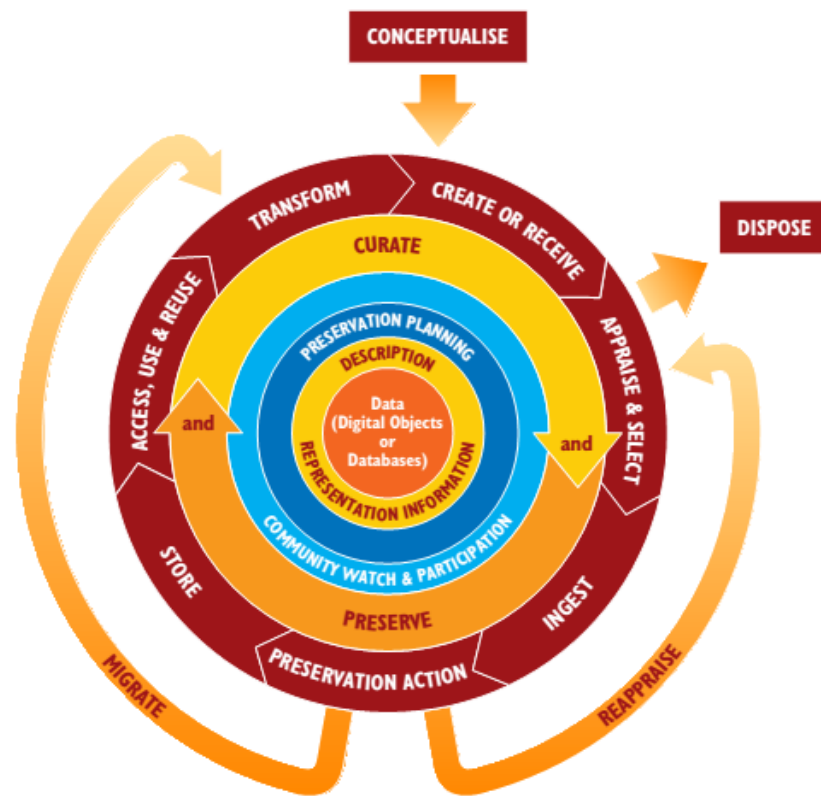 CONCEPTUALISE
TRANSFORM
CREATE OR RECEIVE
DISPOSE
CURATE
ACCESS, USE & REUSE
APPRAISE & SELECT
PRESERVATION PLANNING
DESCRIPTION
Data
(Digital Objects
or
Databases)
and
and
REPRESENTATION INFORMATION
COMMUNITY WATCH & PARTICIPATION
STORE
INGEST
PRESERVE
PRESERVATION ACTION
MIGRATE
REAPPRAISE